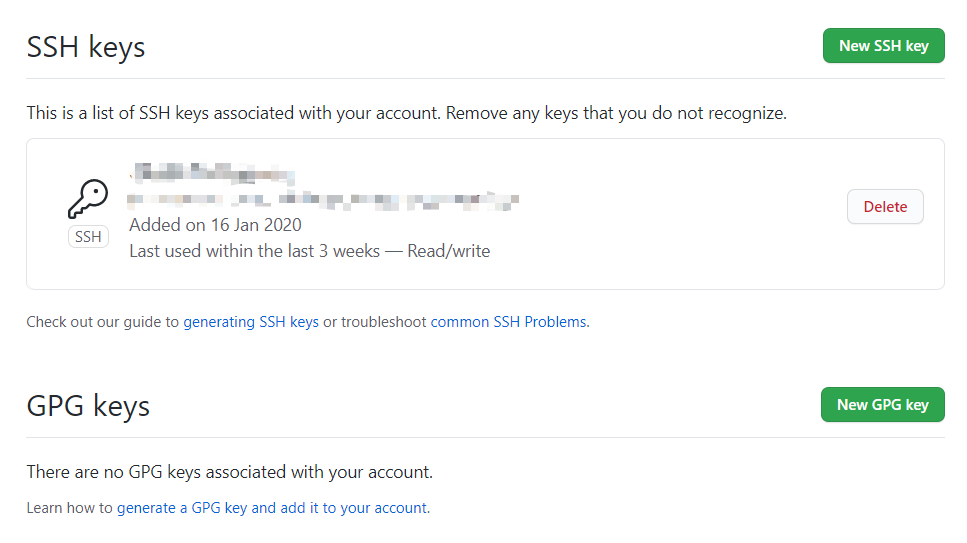 SSH keys
New SSH key
This is a list of SSH keys associated with your account. Remove any keys that you do not recognize.
SSH
Added on 16 Jan 2020
Last used within the last 3 weeks — Read/write
Delete
Check out our guide to generating SSH keys or troubleshoot common SSH Problems.
GPG keys
New GPG key
There are no GPG keys associated with your account.
Learn how to generate a GPG key and add it to your account.